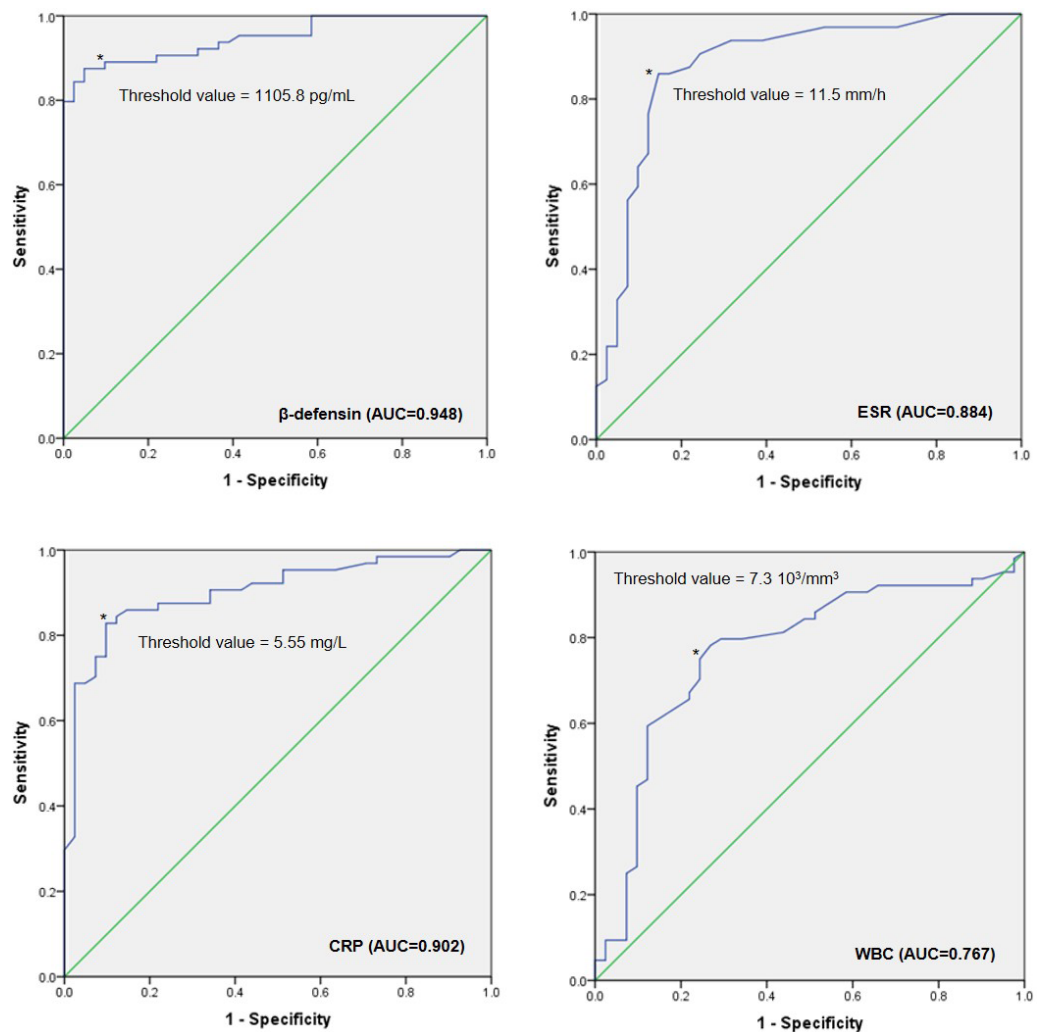 1.0
*
0.8
Threshold value = 1105.8 pg/mL
0.6
Sensitivity
0.4
0.2
β-defensin (AUC=0.948)
0.0
0.0 0.2 0.4 0.6 0.8 1.0
1 - Specificity
1.0
*
0.8
Threshold value = 11.5 mm/h
0.6
Sensitivity
0.4
0.2
ESR (AUC=0.884)
0.0
0.0 0.2 0.4 0.6 0.8 1.0
1 - Specificity
1.0
*
0.8
Threshold value = 5.55 mg/L
0.6
Sensitivity
0.4
0.2
CRP (AUC=0.902)
0.0
0.0 0.2 0.4 0.6 0.8 1.0
1 - Specificity
1.0
Threshold value = 7.3 10³/mm³
0.8
*
0.6
Sensitivity
0.4
0.2
WBC (AUC=0.767)
0.0
0.0 0.2 0.4 0.6 0.8 1.0
1 - Specificity